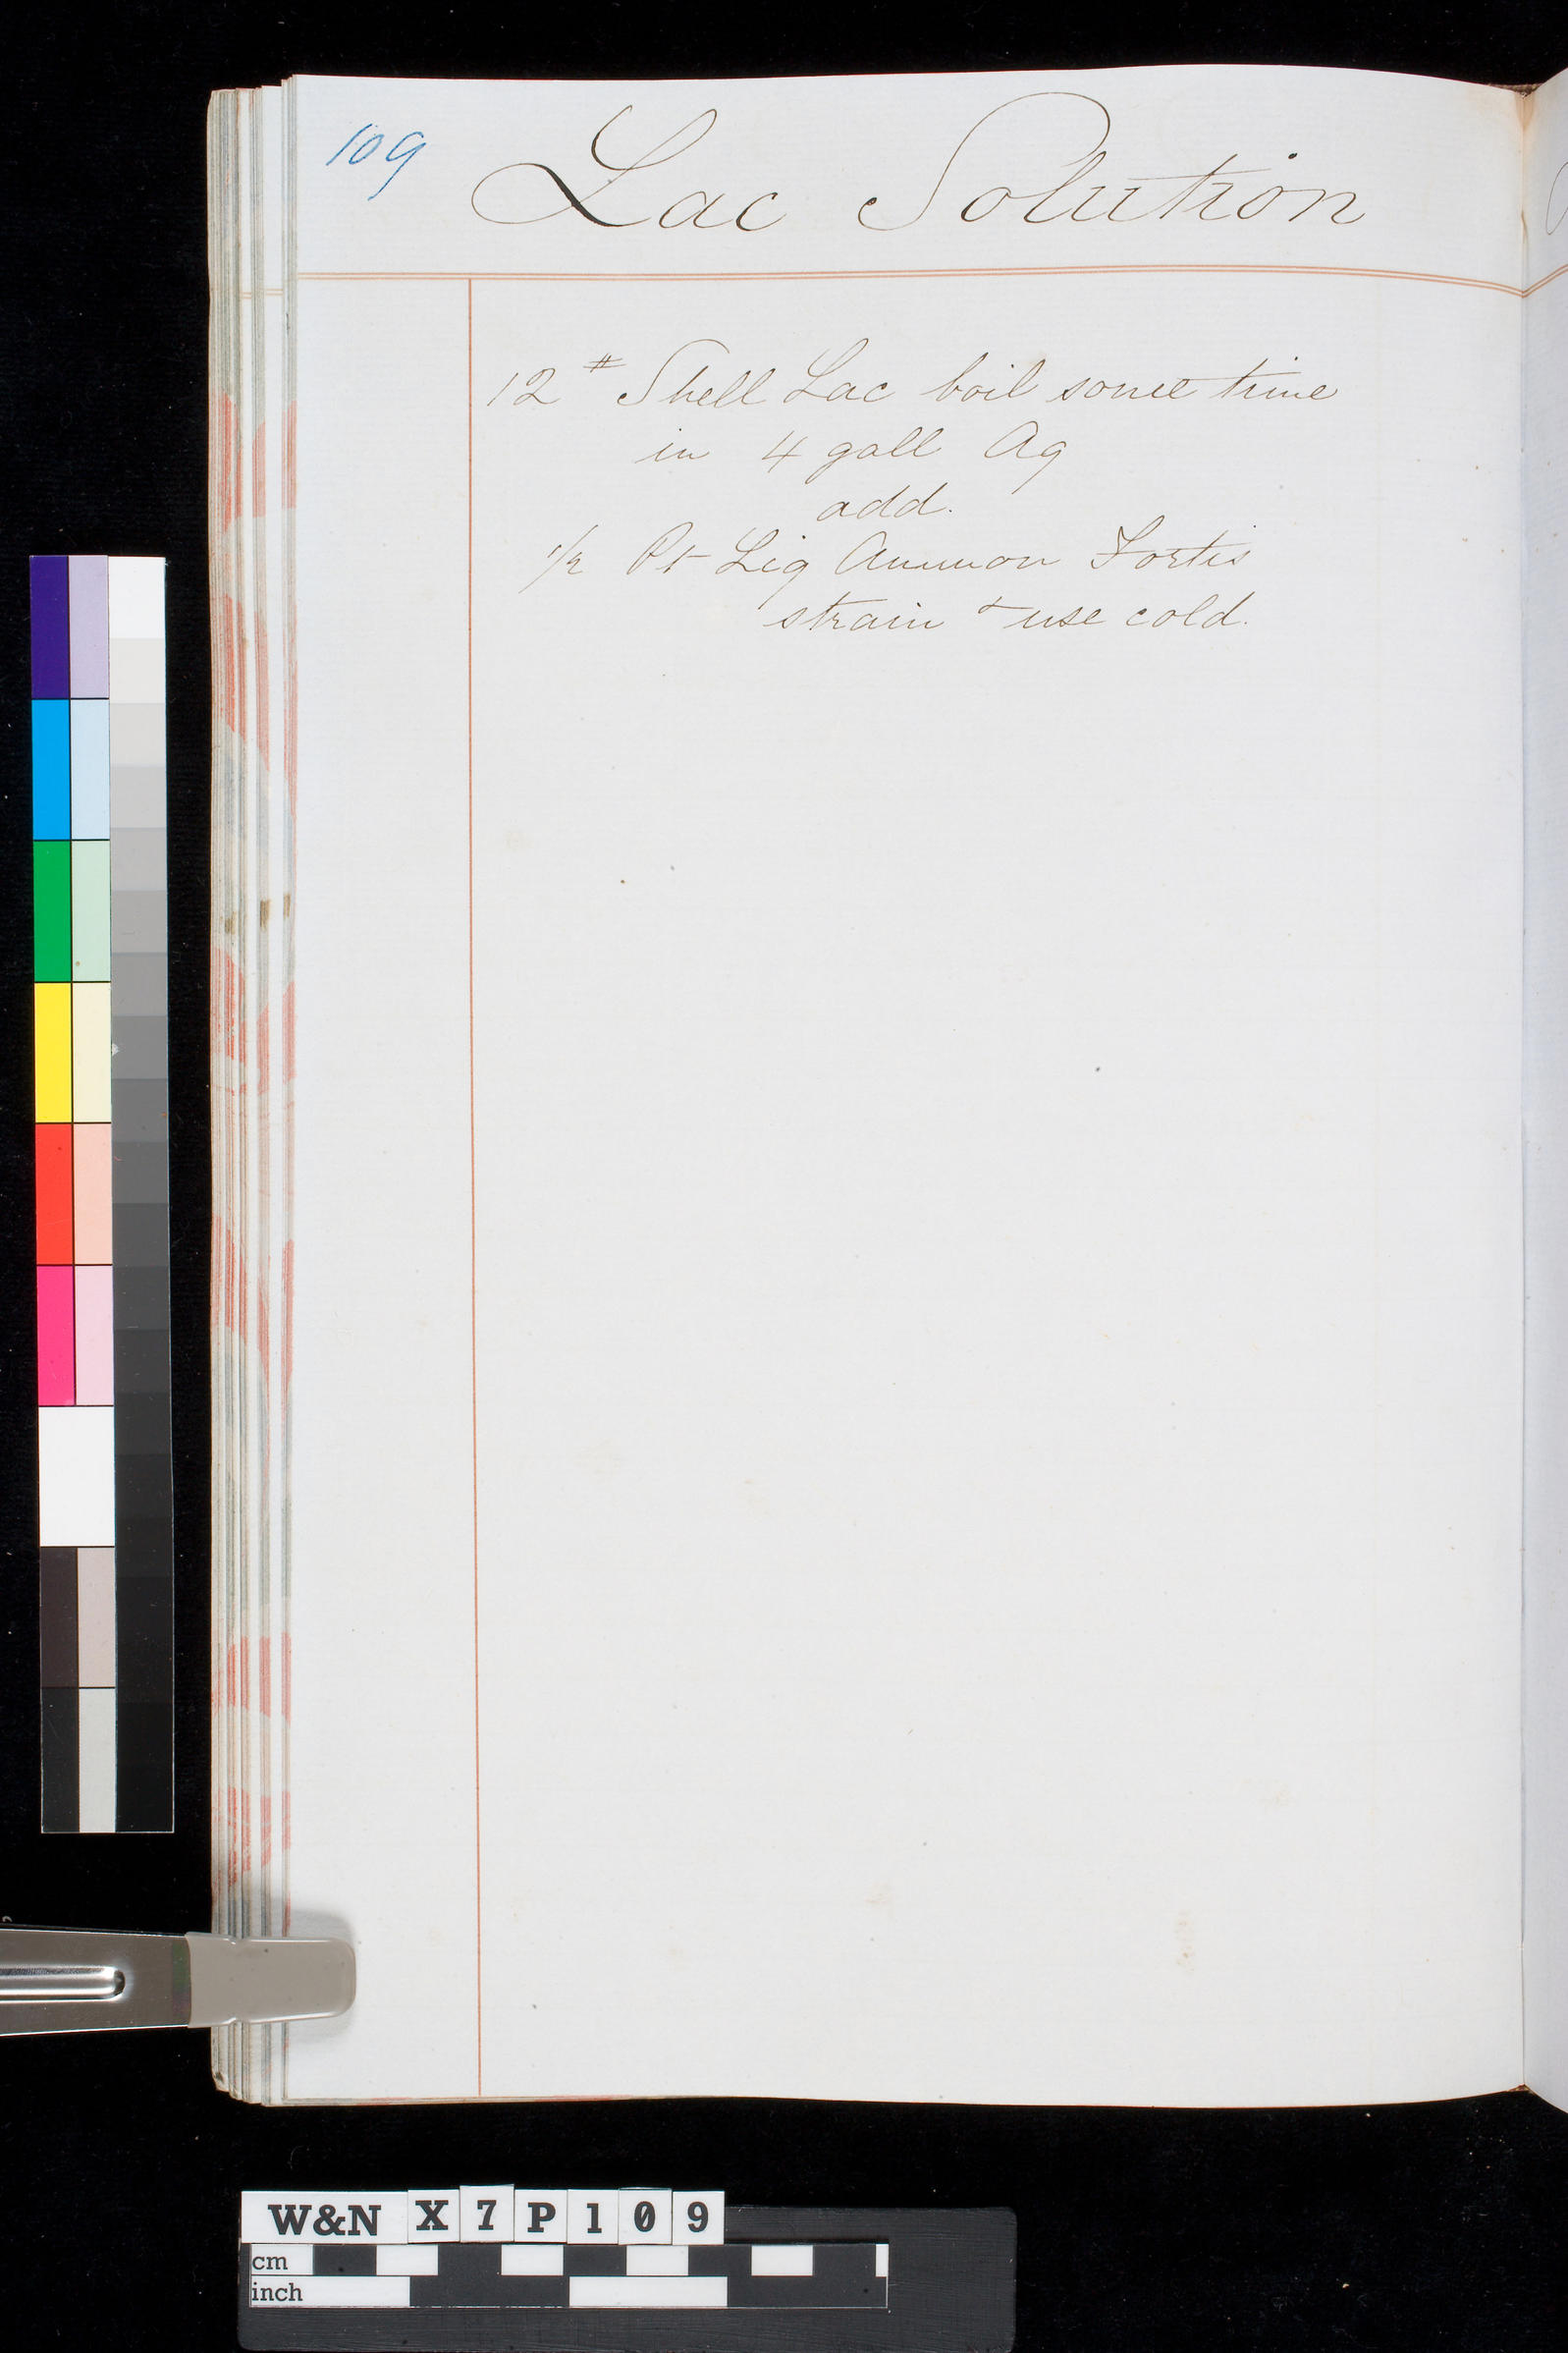 109
Lac Solution
12 # Shell Lac boil some time
in 4 gall Aq
add.
1/2 Pt Liq Ammon Fortis
strain & use cold.
W&N X 7 P 1 0 9
cm
inch